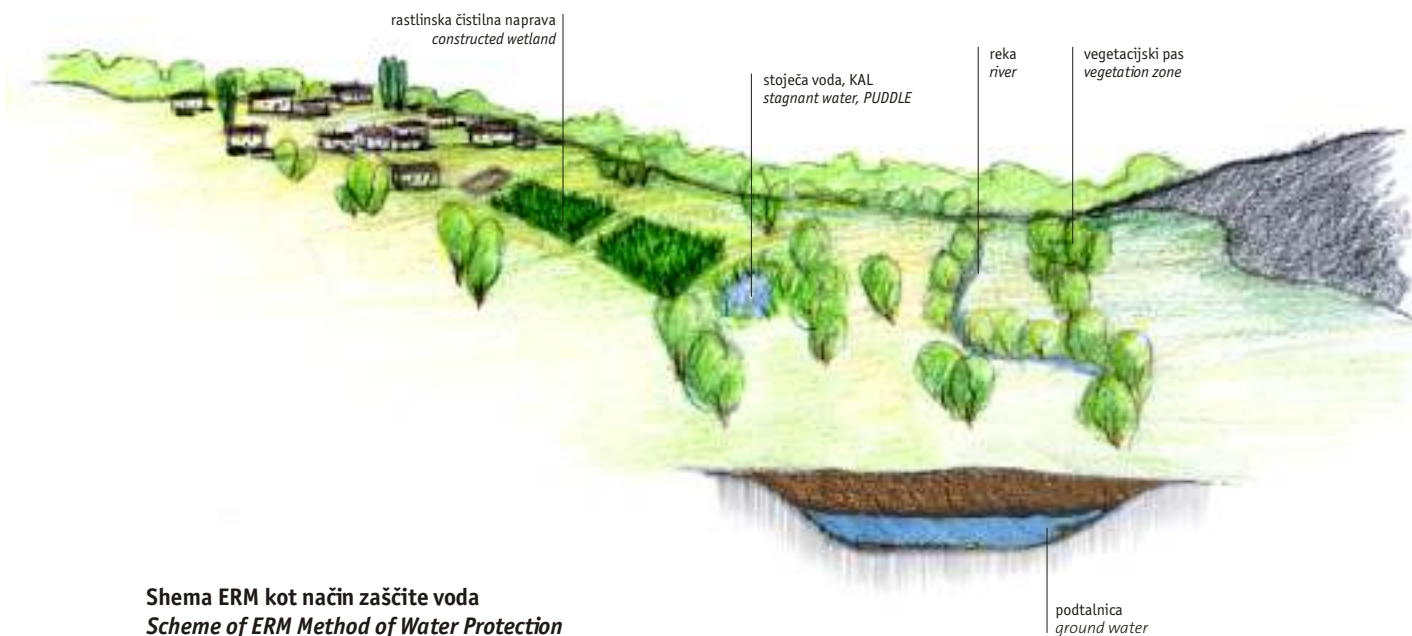 rastlinska čistilna naprava
constructed wetland
stoječa voda, KAL
stagnant water, PUDDLE
reka
river
vegetacijski pas
vegetation zone
Shema ERM kot način zaščite voda
Scheme of ERM Method of Water Protection
podtalnica
ground water